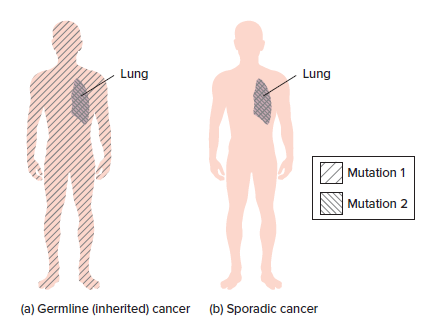 Lung
Lung
Mutation 1
Mutation 2
(a) Germline (inherited) cancer
(b) Sporadic cancer